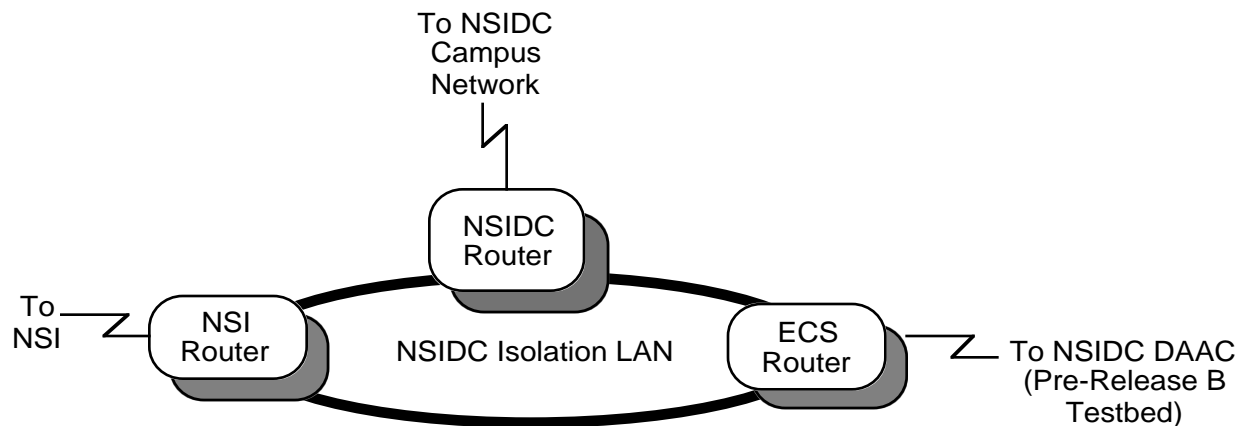 To NSIDC
Campus
Network
NSIDC
Router
To
NSI
NSI
Router
NSIDC Isolation LAN
ECS
Router
To NSIDC DAAC
(Pre-Release B
Testbed)